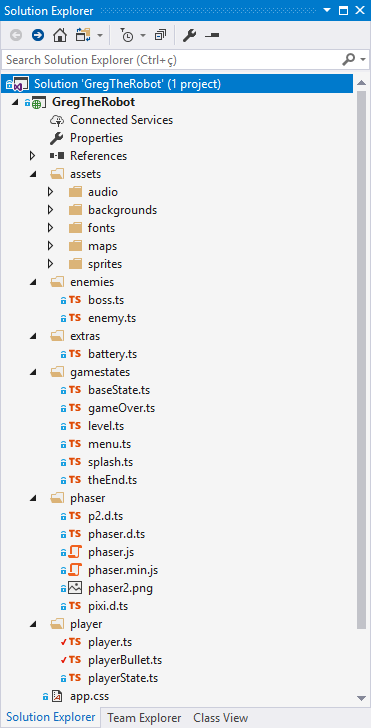 Solution Explorer
Search Solution Explorer (Ctrl+ç)
Solution 'GregTheRobot' (1 project)
GregTheRobot
Connected Services
Properties
References
assets
audio
backgrounds
fonts
maps
sprites
enemies
TS boss.ts
TS enemy.ts
extras
TS battery.ts
gamestates
TS baseState.ts
TS gameOver.ts
TS level.ts
TS menu.ts
TS splash.ts
TS theEnd.ts
phaser
TS p2.d.ts
TS phaser.d.ts
phaser.js
phaser.min.js
phaser2.png
TS pixi.d.ts
player
TS player.ts
TS playerBullet.ts
TS playerState.ts
app.css
Solution Explorer Team Explorer Class View